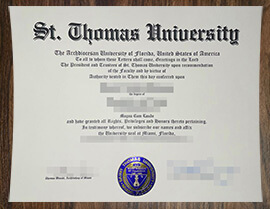 St. Thomas University
The Archdiocesan University of Florida, United States of America
To all to whom these Letters shall come, Greetings in the Lord
The President and Trustees of St. Thomas University upon recommendation
of the Faculty and by virtue of
Authority vested in Them this day conferred upon
the degree of
Magna Cum Laude
and have granted all Rights, Privileges and Honors thereto pertaining.
In testimony whereof, we subscribe our names and affix
the University seal at Miami, Florida,